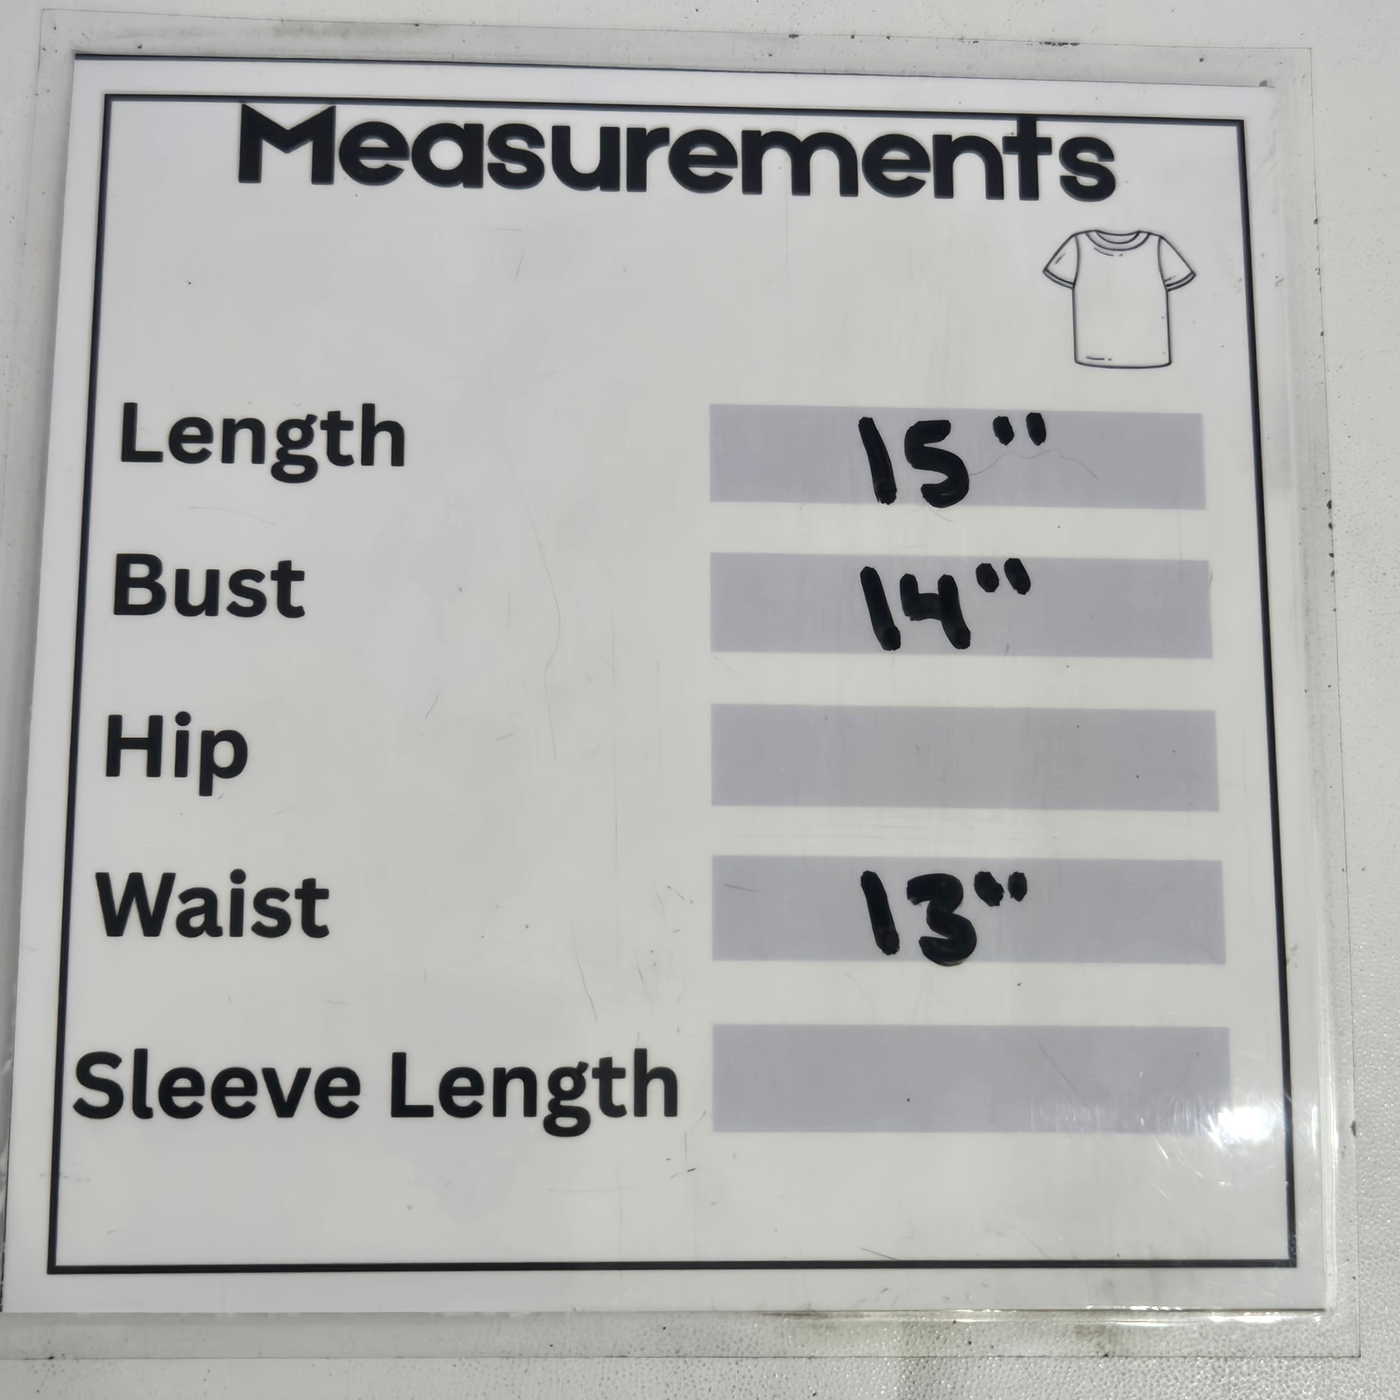 Measurements
Length 15"
Bust 14"
Hip
Waist 13"
Sleeve Length